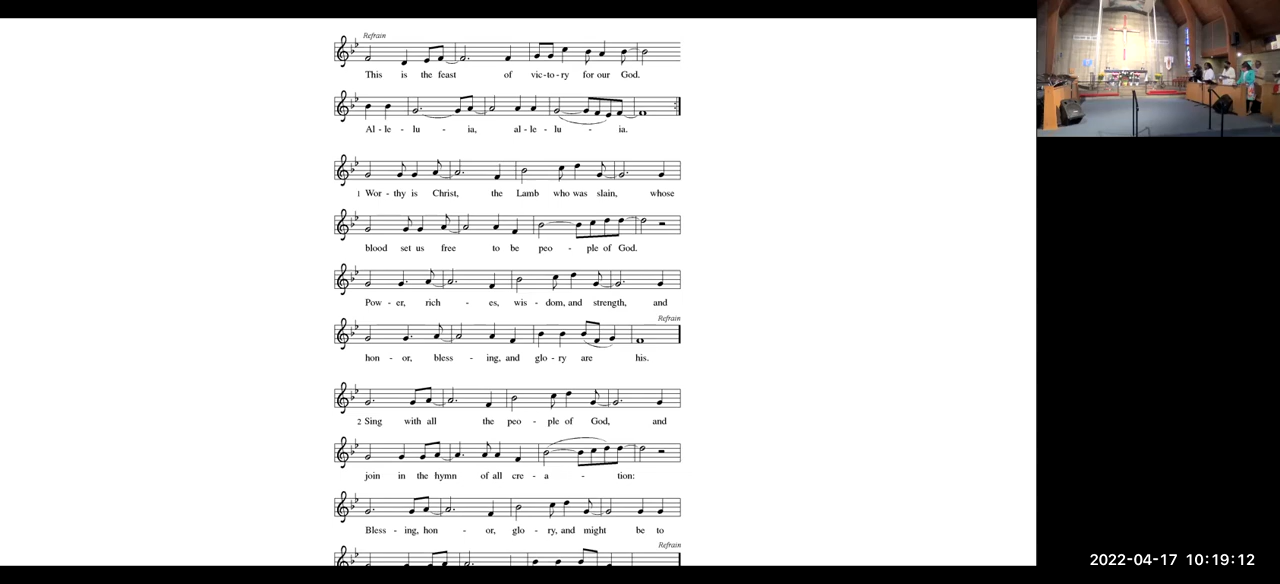 Refrain
This is the feast of vic-to-ry for our God.
Al - le - lu - ia, al - le - lu - ia.
1 Wor - thy is Christ, the Lamb who was slain, whose
blood set us free to be peo - ple of God.
Pow - er, rich - es, wis - dom, and strength, and
Refrain
hon - or, bless - ing, and glo - ry are his.
2 Sing with all the peo - ple of God, and
join in the hymn of all cre - a - tion:
Bless - ing, hon - or, glo - ry, and might be to
Refrain
2022-04-17 10:19:12